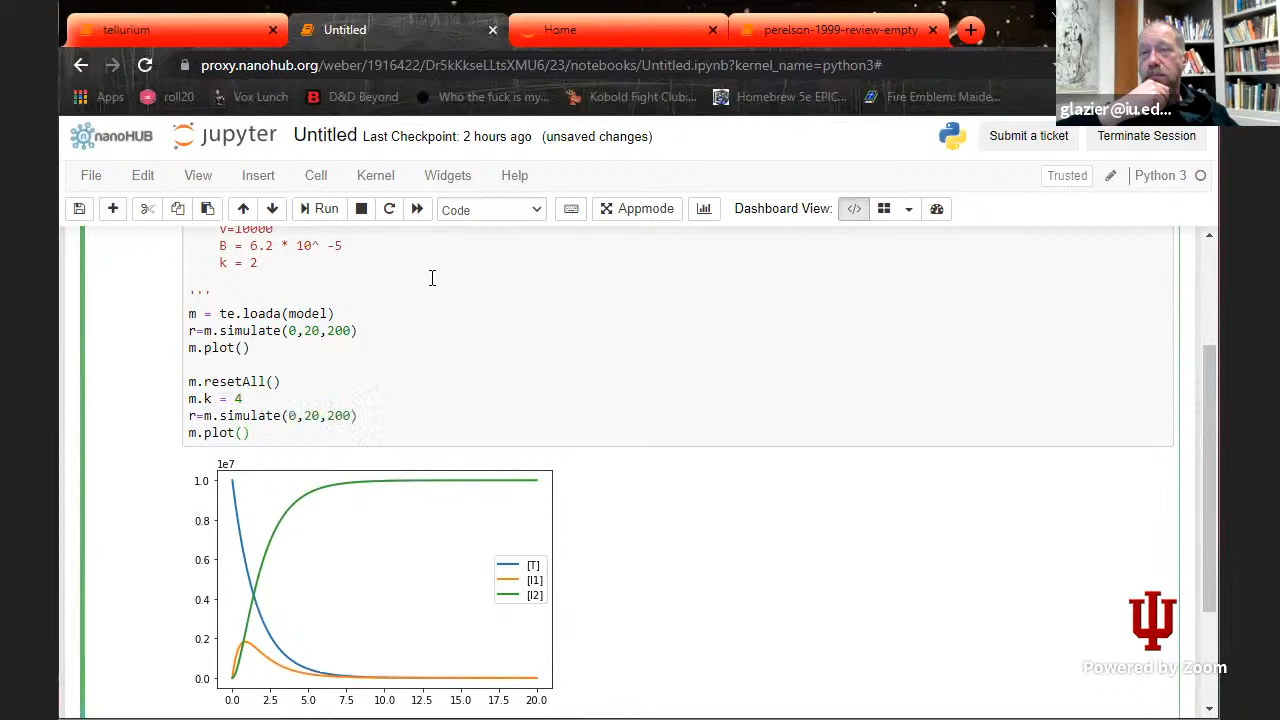 tellurium
Untitled
Home
perelson-1999-review-empty
proxy.nanohub.org/weber/1916422/Dr5kKkseLLtsXMU6/23/notebooks/Untitled.ipynb?kernel_name=python3#
Apps
roll20
Vox Lunch
D&D Beyond
Who the fuck is my...
Kobold Fight Club:...
Homebrew 5e EPIC...
Fire Emblem: Maide...
glazier@iu.ed...
nanoHUB
jupyter
Untitled Last Checkpoint: 2 hours ago (unsaved changes)
Submit a ticket
Terminate Session
File
Edit
View
Insert
Cell
Kernel
Widgets
Help
Trusted
Python 3
Run
Code
Appmode
Dashboard View:
V=10000
B = 6.2 * 10^ -5
k = 2
'''
m = te.loada(model)
r=m.simulate(0,20,200)
m.plot()
m.resetAll()
m.k = 4
r=m.simulate(0,20,200)
m.plot()
1e7
1.0
0.8
0.6
0.4
0.2
0.0
[T]
[I1]
[I2]
0.0 2.5 5.0 7.5 10.0 12.5 15.0 17.5 20.0
Powered by Zoom